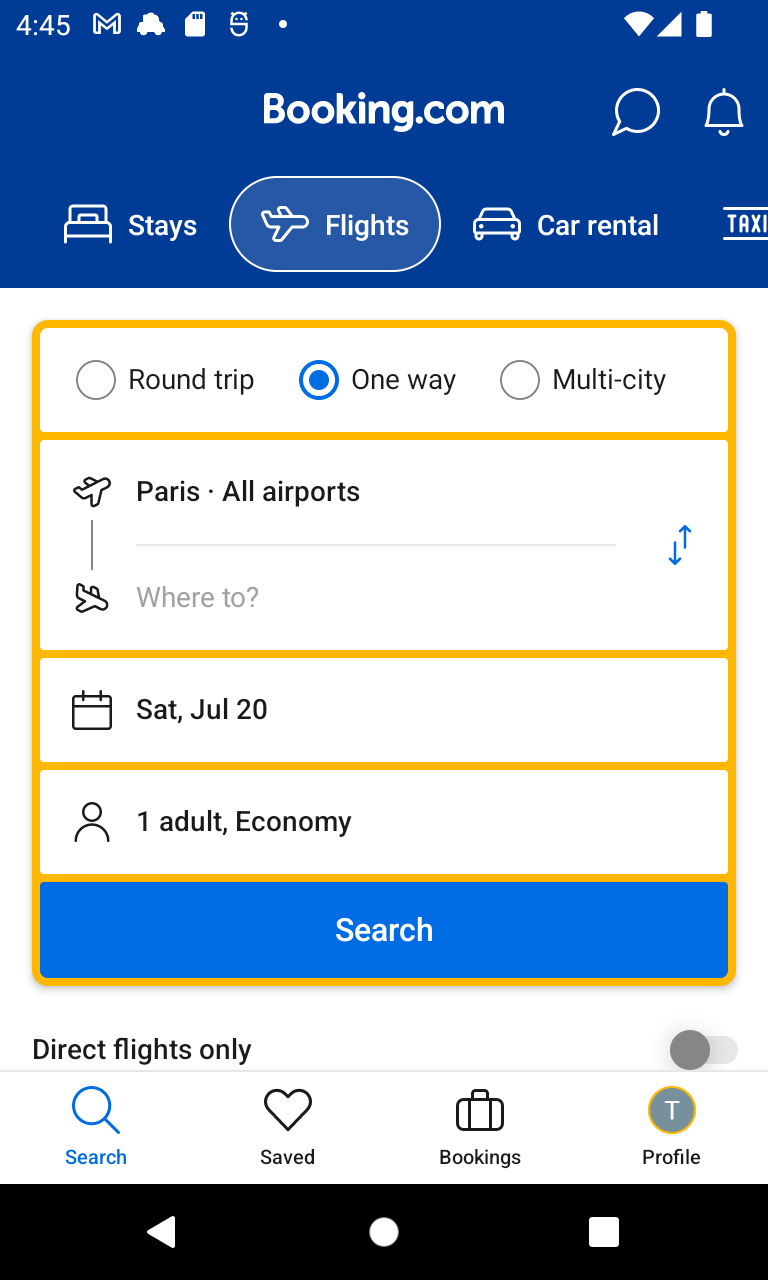 4:45
Booking.com
Stays
Flights
Car rental
TAXI
Round trip
One way
Multi-city
Paris · All airports
Where to?
Sat, Jul 20
1 adult, Economy
Search
Direct flights only
T
Search
Saved
Bookings
Profile